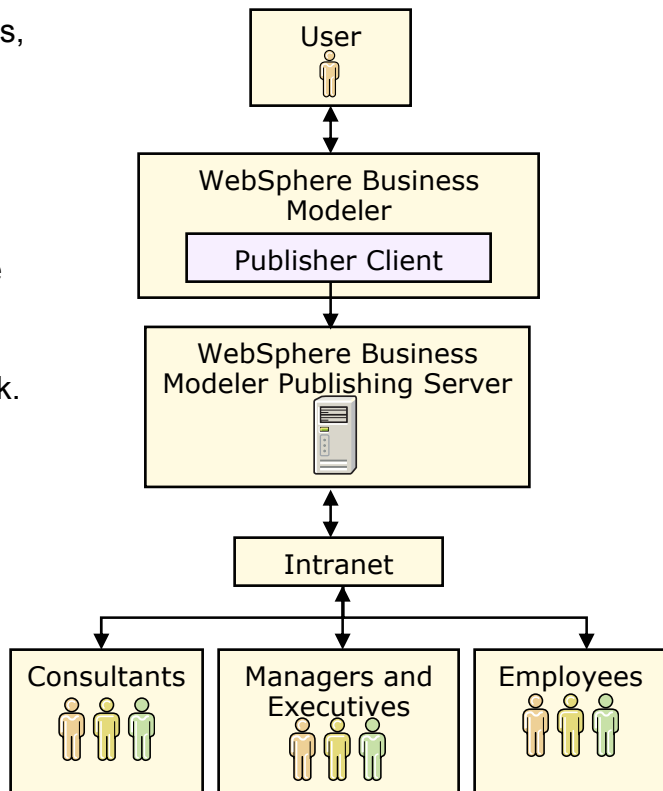 s,
User
WebSphere Business
Modeler
Publisher Client
e
WebSphere Business
Modeler Publishing Server
k.
Intranet
Consultants
Managers and
Executives
Employees